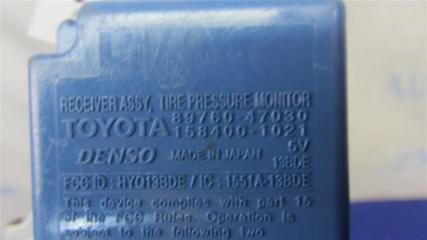 RECEIVER ASSY, TIRE PRESSURE MONITOR
TOYOTA 89760-47030
158400-1021
DENSO MADE IN JAPAN 5V
13BDE
FCC ID : HYQ13BDE / IC : 1551A-13BDE
This device complies with part 15
of the FCC Rules. Operation is
subject to the following two